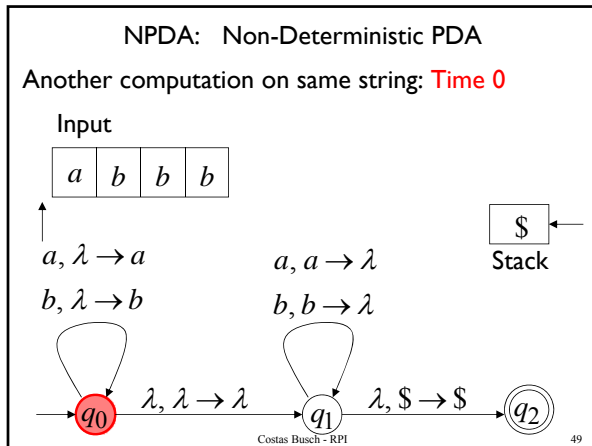 NPDA: Non-Deterministic PDA
Another computation on same string: Time 0
Input
a b b b
$
Stack
a, λ → a
a, a → λ
b, λ → b
b, b → λ
q0 λ, λ → λ q1 λ, $ → $ q2
Costas Busch - RPI 49